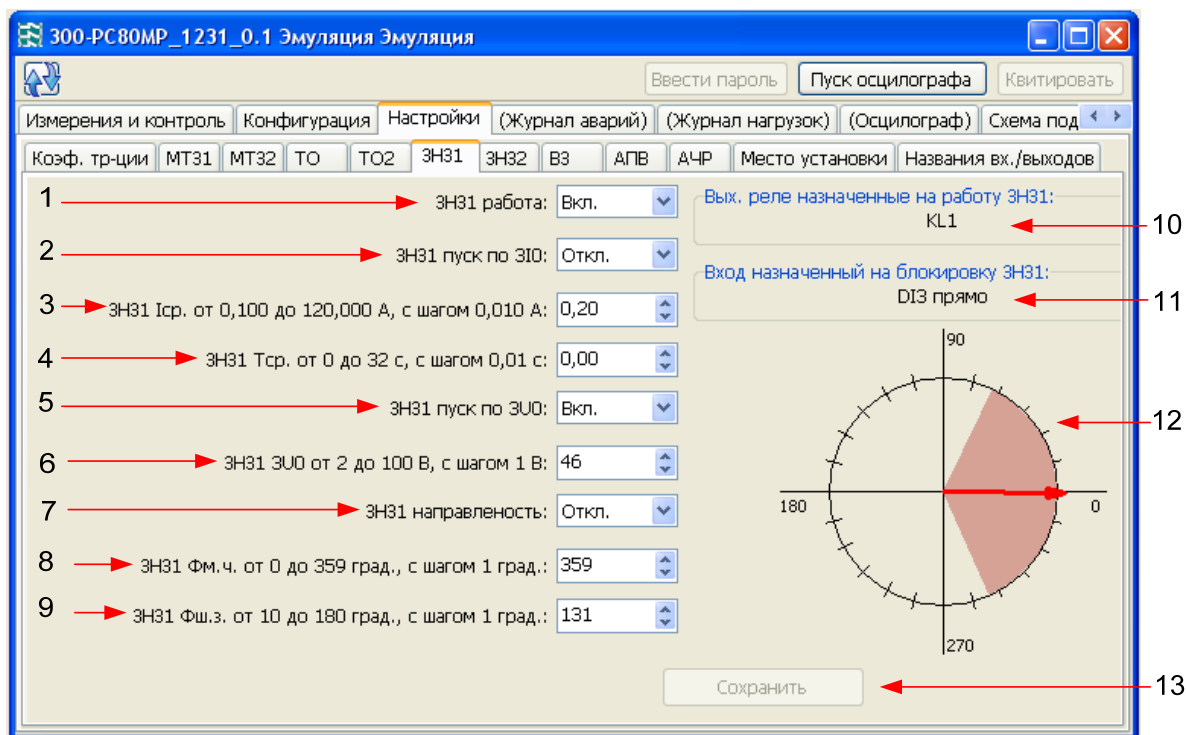 300-РС80МР_1231_0.1 Эмуляция Эмуляция
Ввести пароль Пуск осцилографа Квитировать
Измерения и контроль Конфигурация Настройки (Журнал аварий) (Журнал нагрузок) (Осцилограф) Схема под
Коэф. тр-ции МТЗ1 МТЗ2 ТО ТО2 ЗНЗ1 ЗНЗ2 ВЗ АПВ АЧР Место установки Названия вх./выходов
1 ЗНЗ1 работа: Вкл.
Вых. реле назначенные на работу ЗНЗ1:
KL1 10
2 ЗНЗ1 пуск по 3I0: Откл.
Вход назначенный на блокировку ЗНЗ1:
DI3 прямо 11
3 ЗНЗ1 Iср. от 0,100 до 120,000 А, с шагом 0,010 А: 0,20
4 ЗНЗ1 Тср. от 0 до 32 с, с шагом 0,01 с: 0,00
5 ЗНЗ1 пуск по 3U0: Вкл.
6 ЗНЗ1 3U0 от 2 до 100 В, с шагом 1 В: 46
7 ЗНЗ1 направленость: Откл.
8 ЗНЗ1 Фм.ч. от 0 до 359 град., с шагом 1 град.: 359
9 ЗНЗ1 Фш.з. от 10 до 180 град., с шагом 1 град.: 131
90
12
180 0
270
Сохранить 13